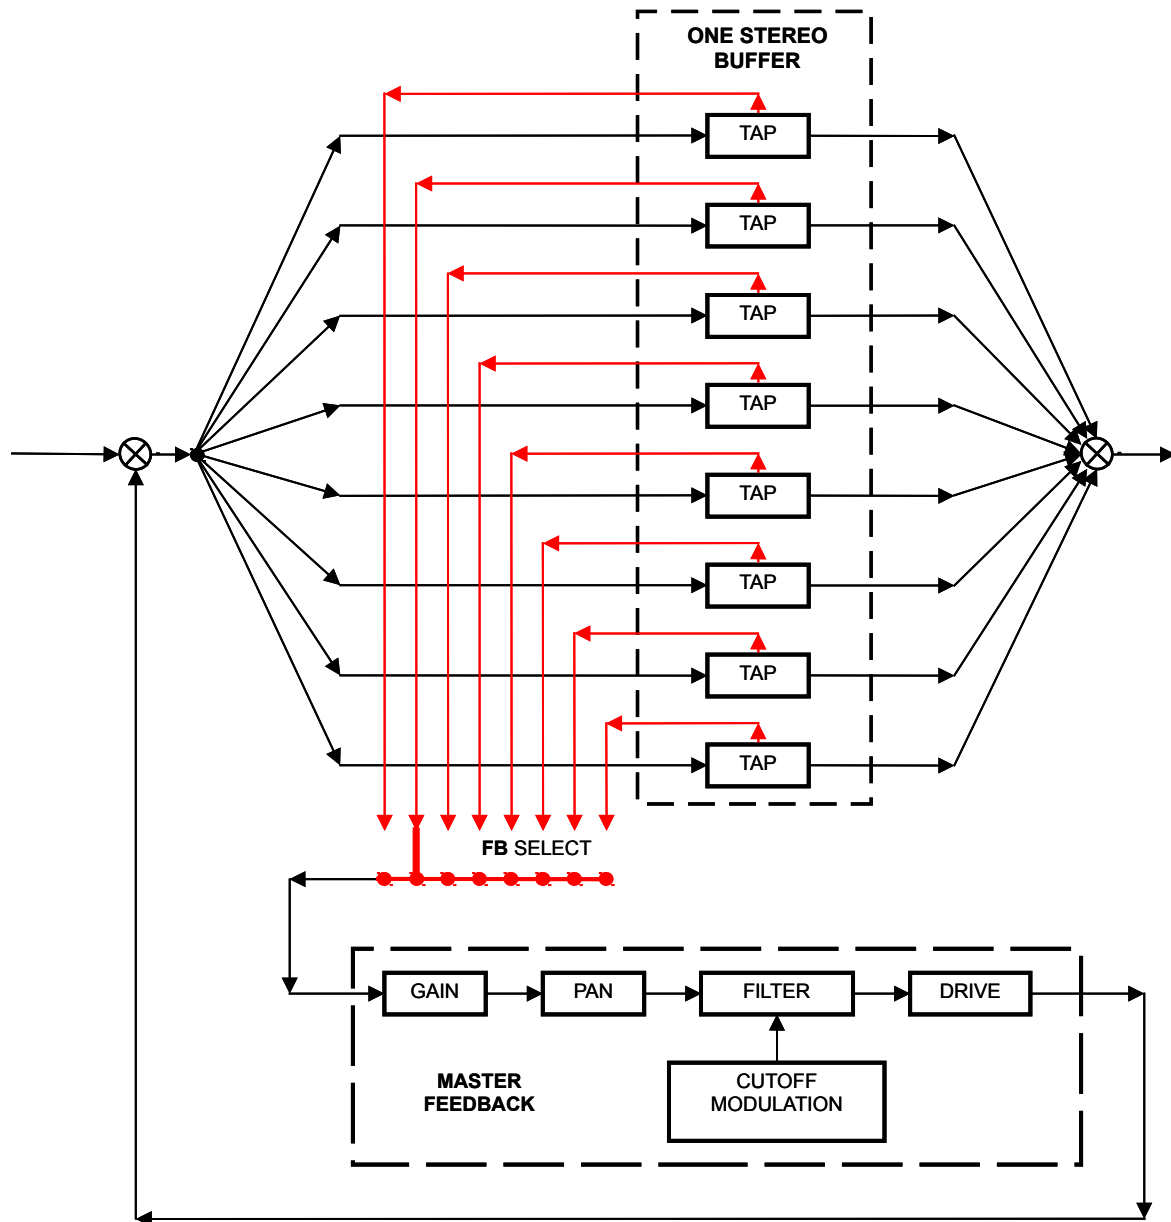 ONE STEREO
BUFFER
TAP
TAP
TAP
TAP
TAP
TAP
TAP
TAP
FB SELECT
GAIN
PAN
FILTER
DRIVE
MASTER
FEEDBACK
CUTOFF
MODULATION